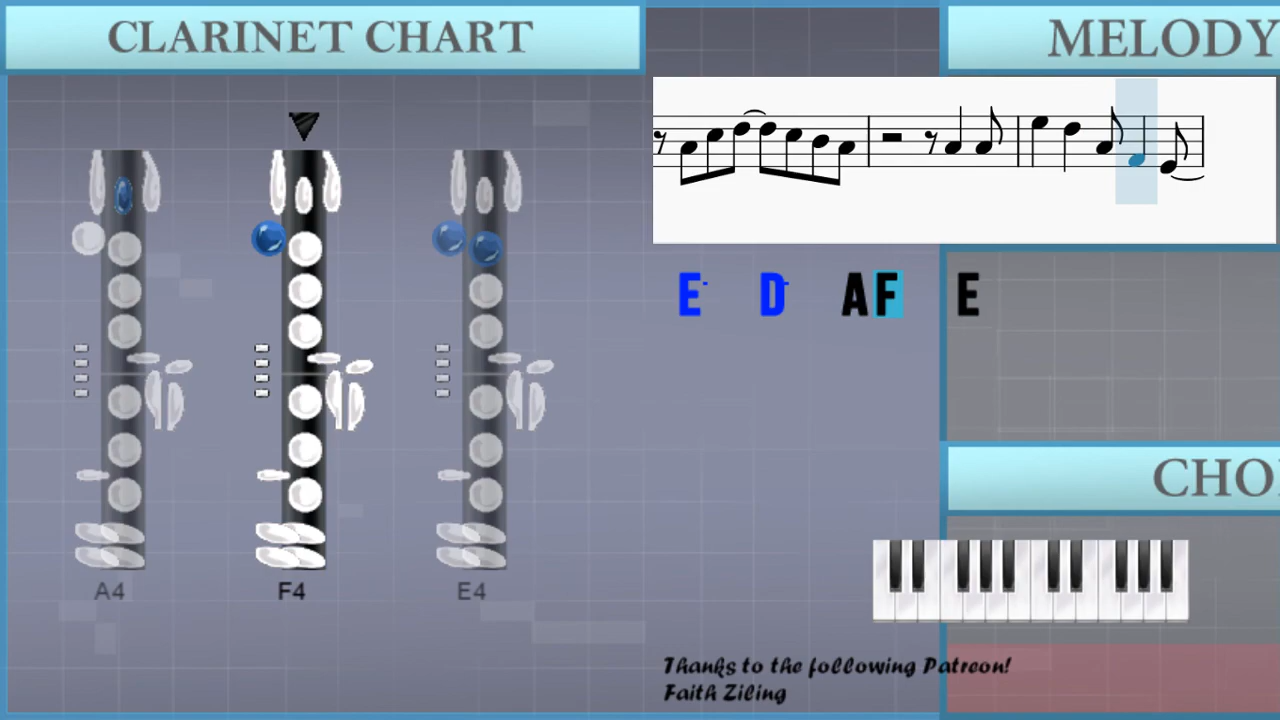 CLARINET CHART
MELODY
E D A F E
A4 F4 E4
CHO
Thanks to the following Patreon!
Faith Ziling